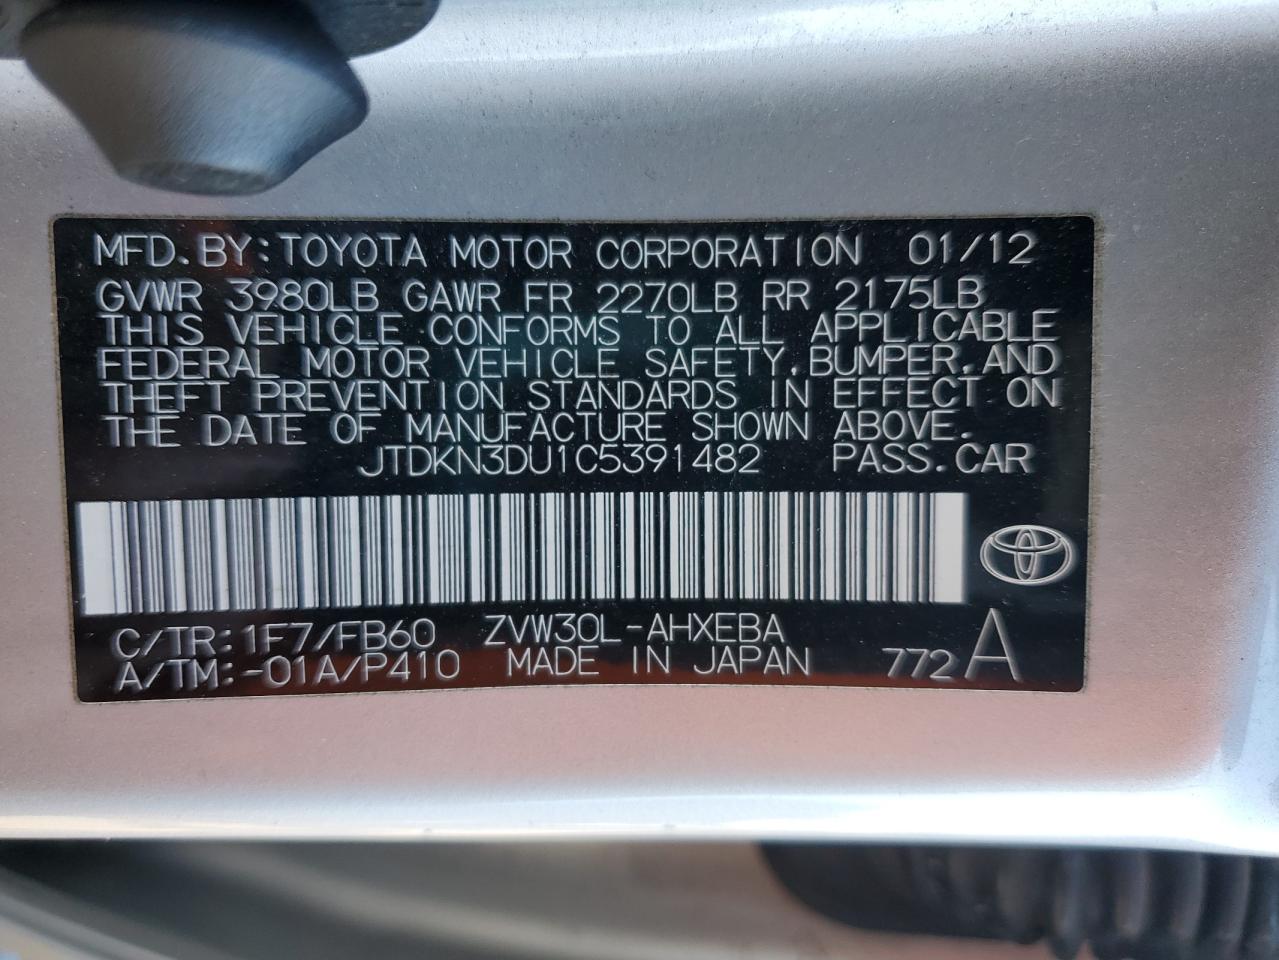 MFD. BY: TOYOTA MOTOR CORPORATION 01/12
GVWR 3980LB GAWR FR 2270LB RR 2175LB
THIS VEHICLE CONFORMS TO ALL APPLICABLE
FEDERAL MOTOR VEHICLE SAFETY, BUMPER, AND
THEFT PREVENTION STANDARDS IN EFFECT ON
THE DATE OF MANUFACTURE SHOWN ABOVE.
JTDKN3DU1C5391482 PASS. CAR
C/TR: 1F7/FB60 ZVW30L-AHXEBA
A/TM: -01A/P410 MADE IN JAPAN 772 A